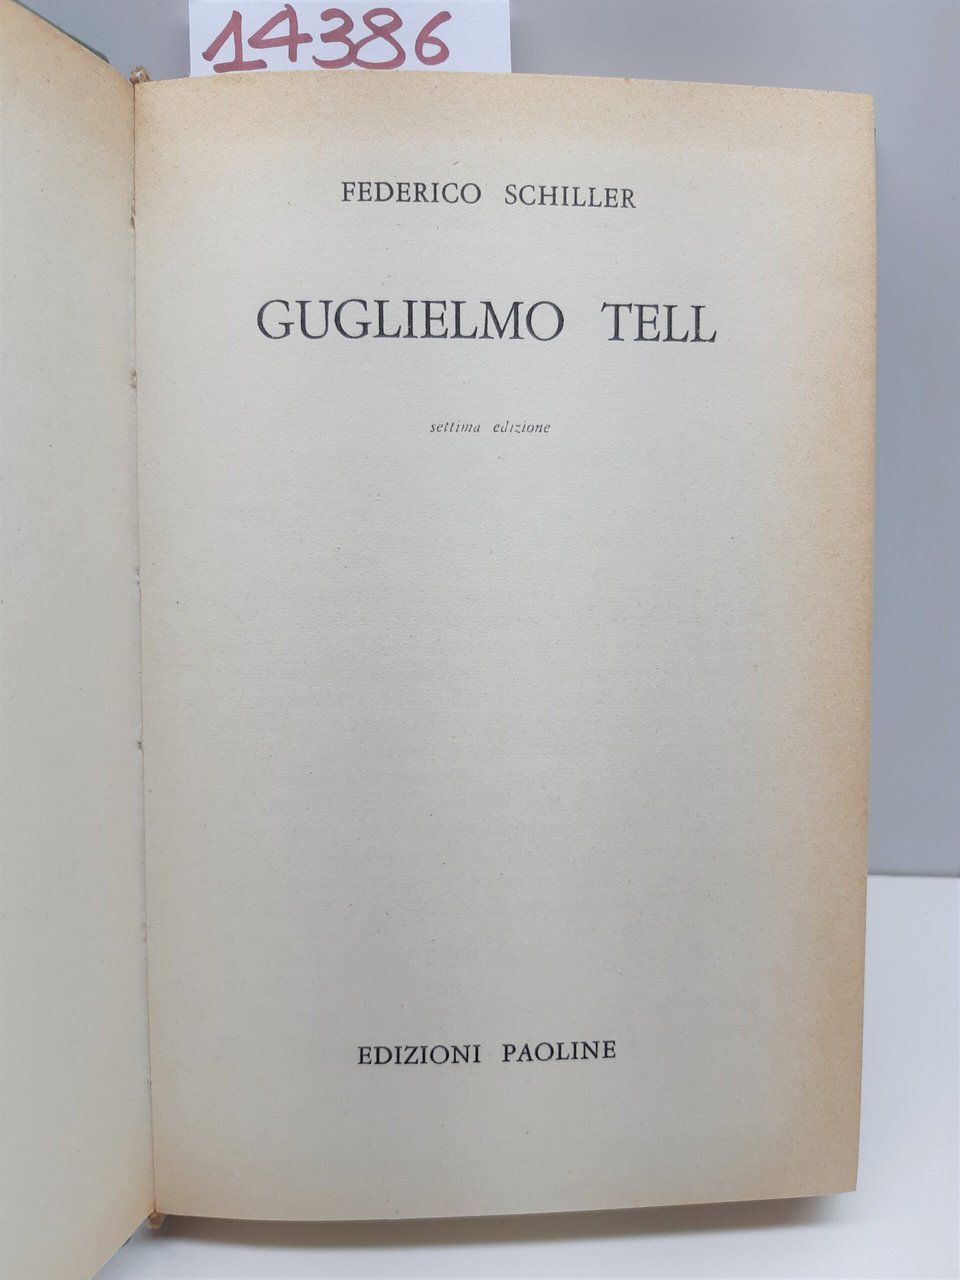 14386
FEDERICO SCHILLER
GUGLIELMO TELL
settima edizione
EDIZIONI PAOLINE